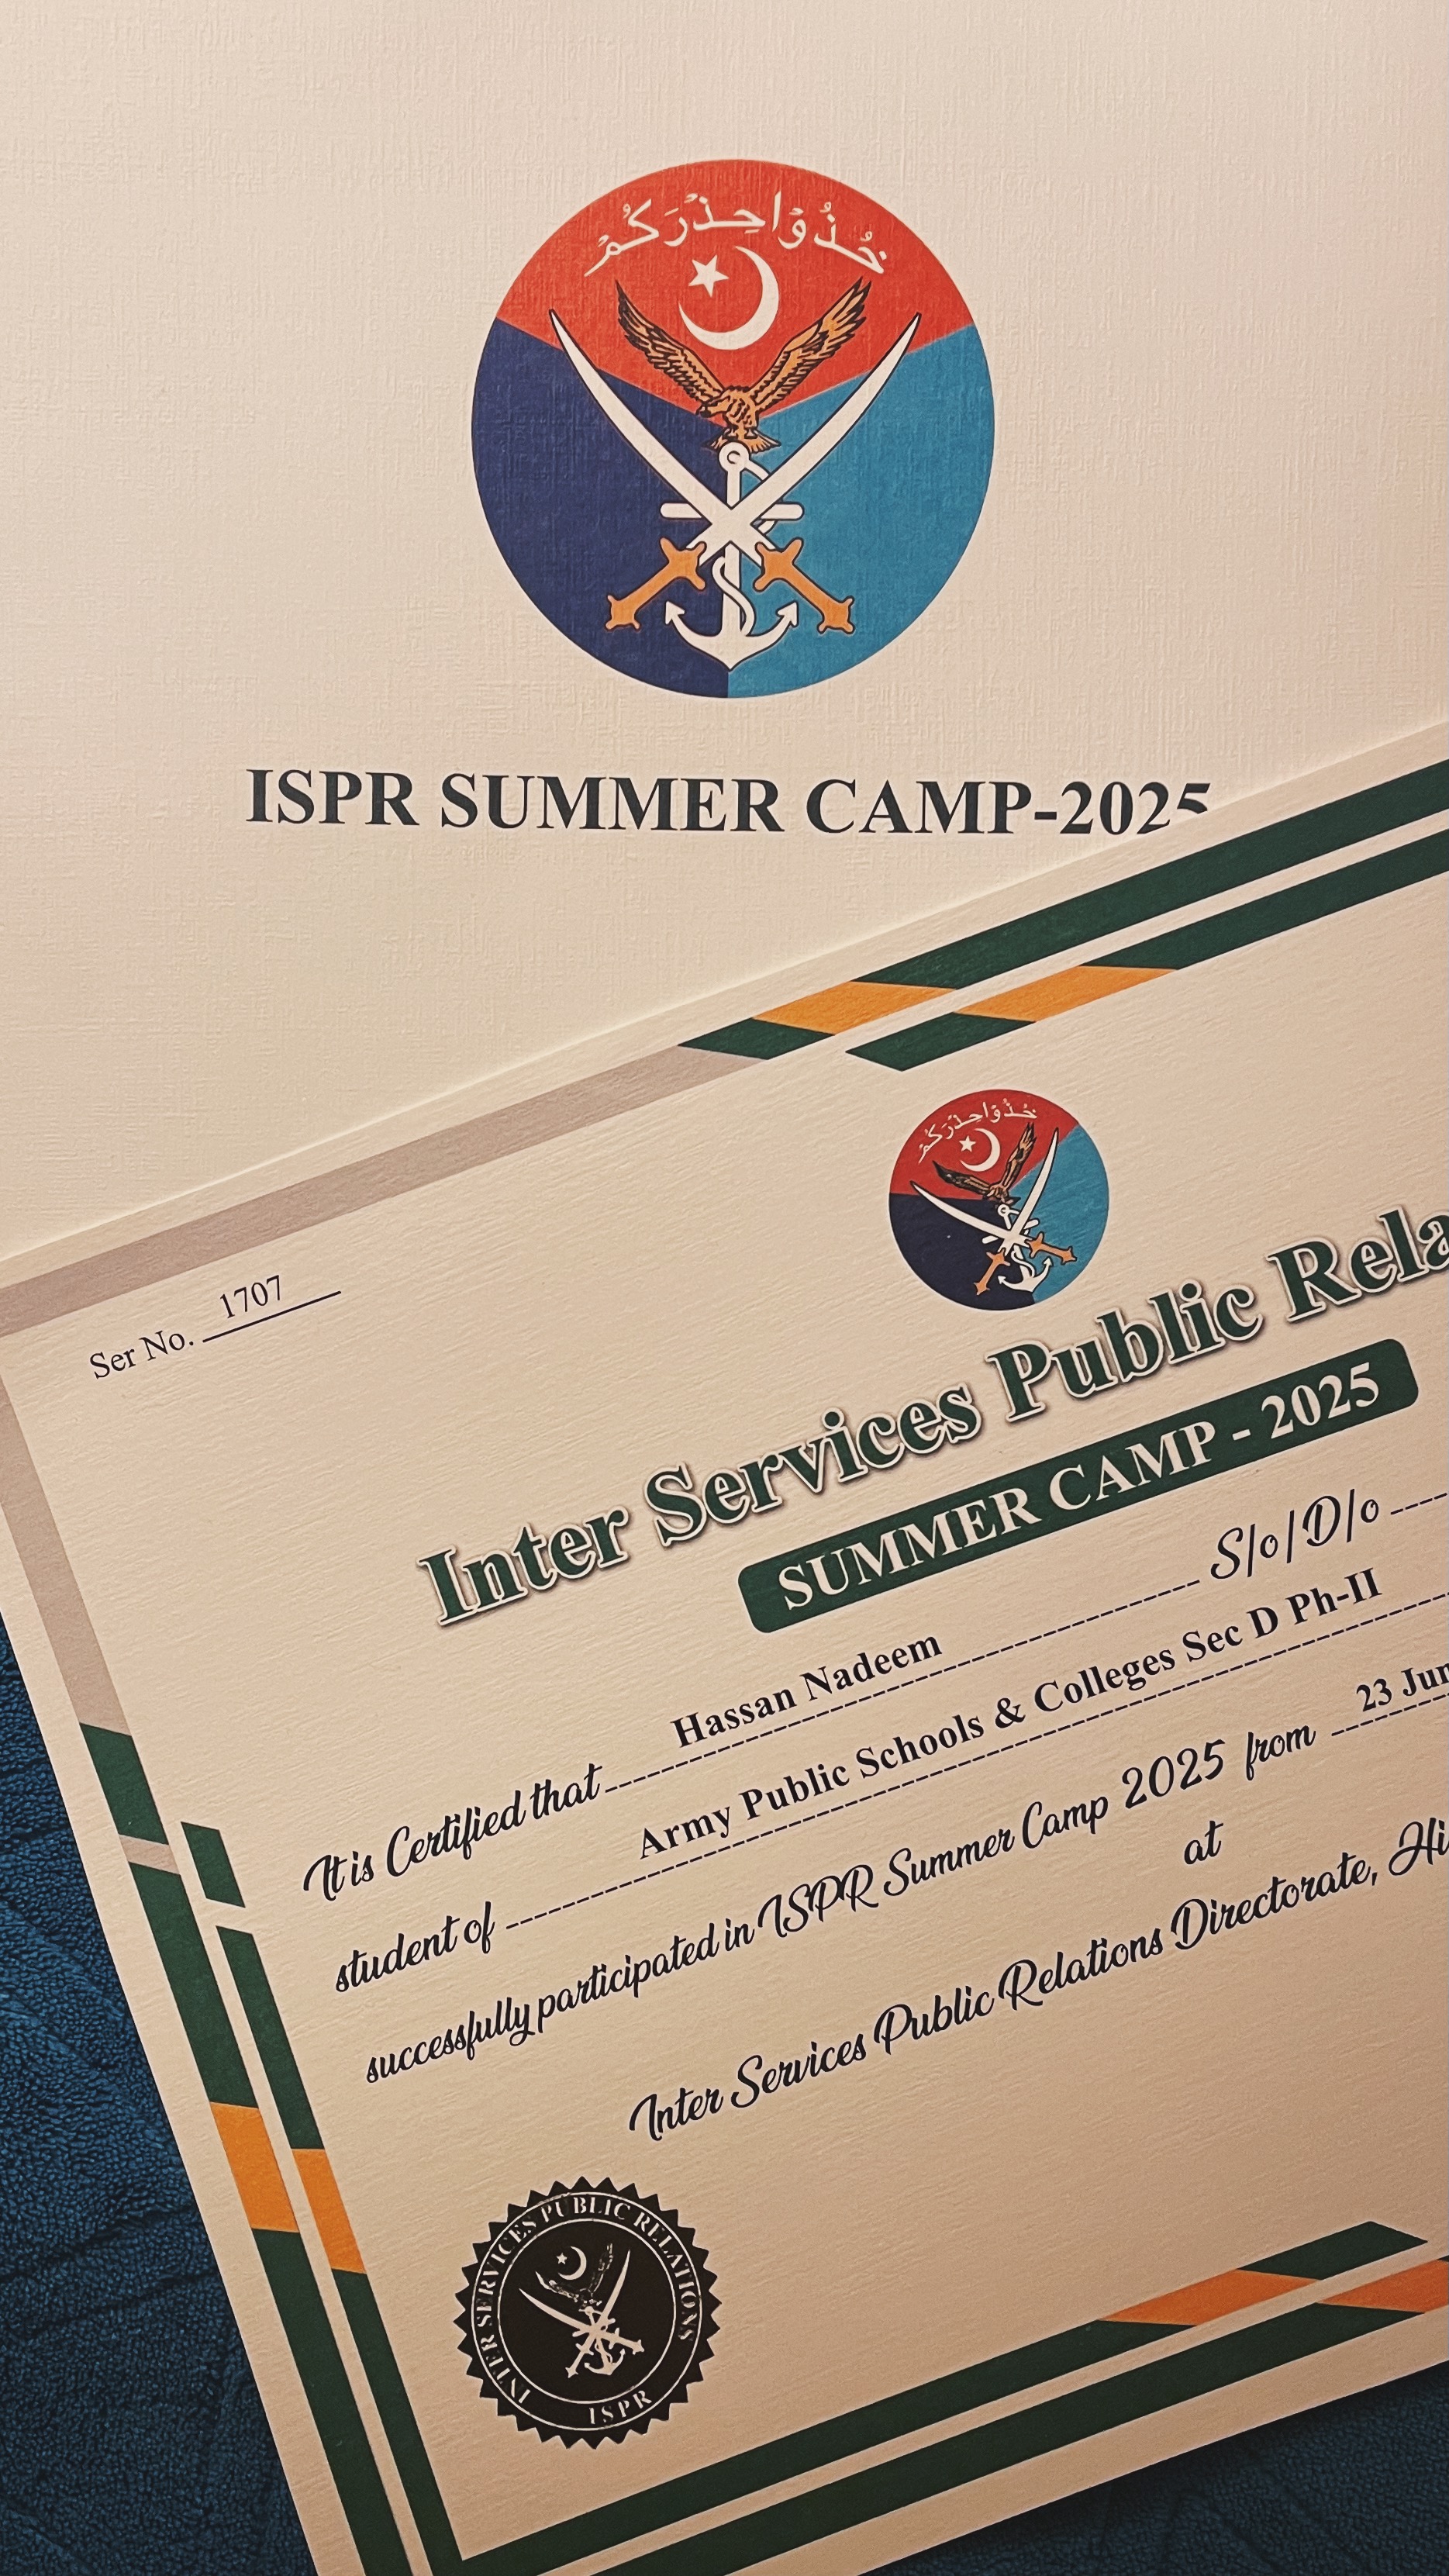 خُذُوْاحِذْرَكُمْ
ISPR SUMMER CAMP-2025
خُذُوْاحِذْرَكُمْ
Ser No. 1707
Inter Services Public Rela
SUMMER CAMP - 2025
It is Certified that Hassan Nadeem S/o/D/o
student of Army Public Schools & Colleges Sec D Ph-II
successfully participated in ISPR Summer Camp 2025 from 23 Jun
at
Inter Services Public Relations Directorate, Hi
INTER SERVICES PUBLIC RELATIONS
ISPR